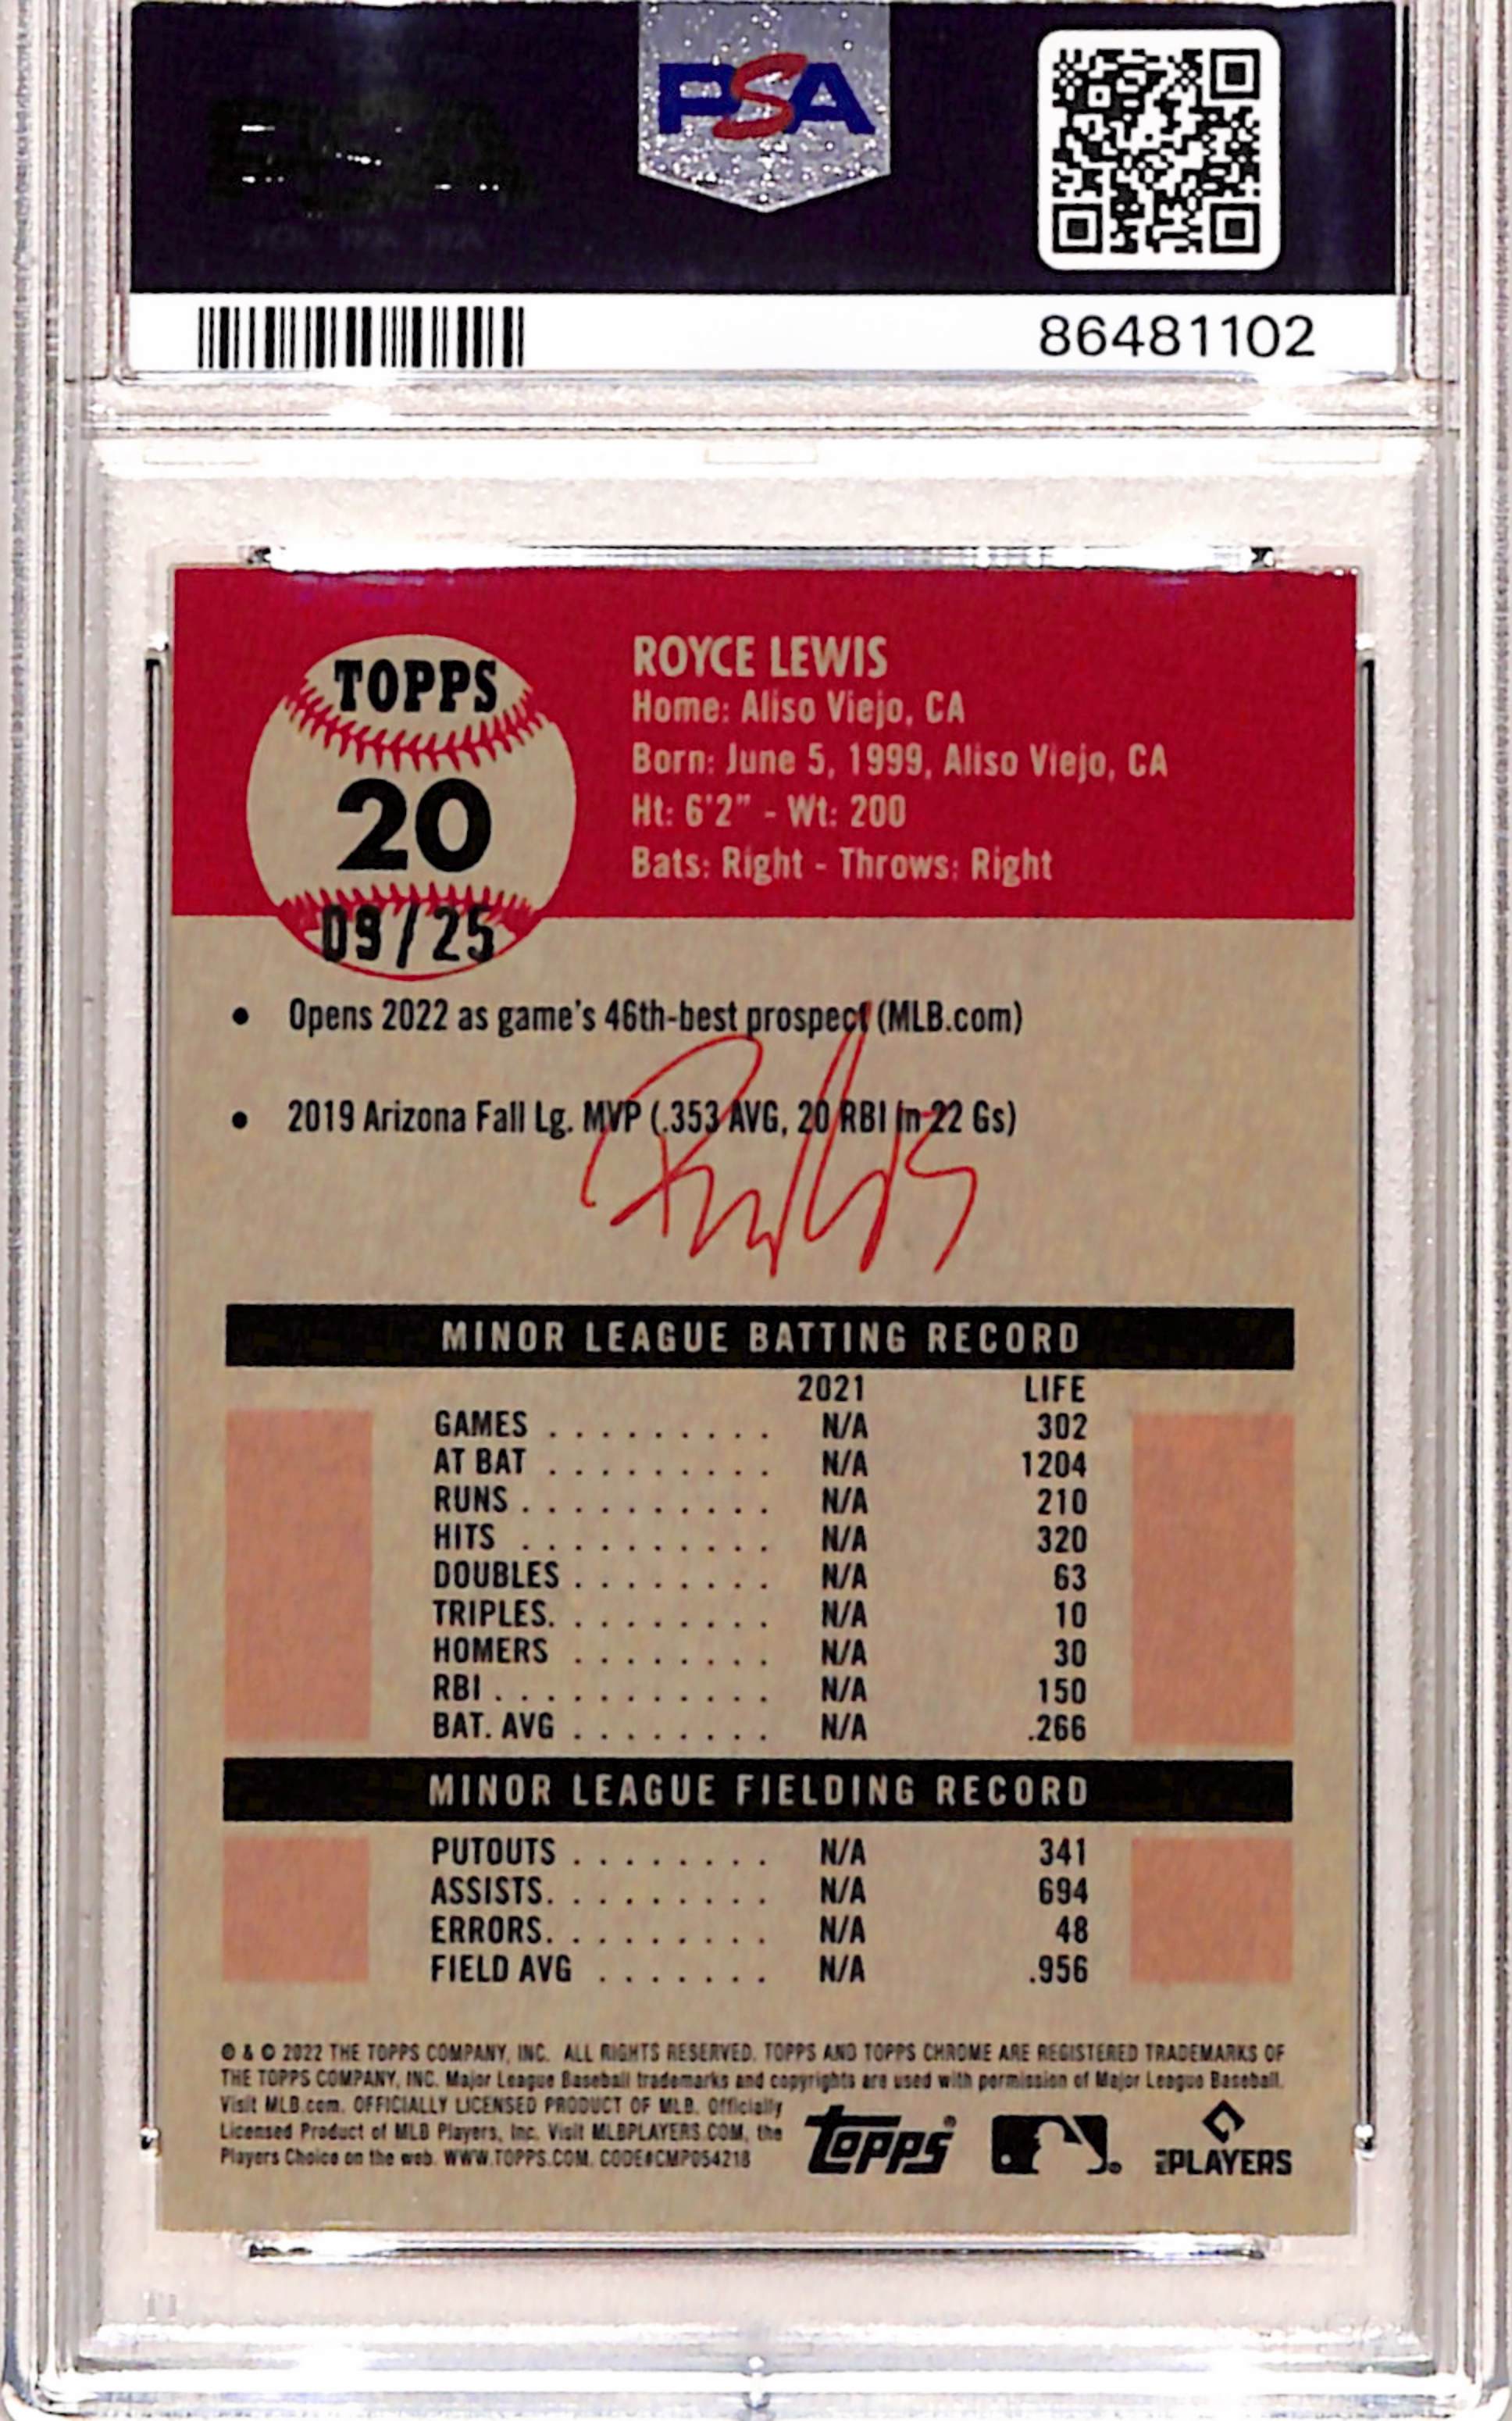 PSA
86481102
TOPPS
20
09/25
ROYCE LEWIS
Home: Aliso Viejo, CA
Born: June 5, 1999, Aliso Viejo, CA
Ht: 6'2" - Wt: 200
Bats: Right - Throws: Right
• Opens 2022 as game's 46th-best prospect (MLB.com)
• 2019 Arizona Fall Lg. MVP (.353 AVG, 20 RBI in 22 Gs)
MINOR LEAGUE BATTING RECORD
2021 LIFE
GAMES . . . . . . . . . N/A 302
AT BAT . . . . . . . . . N/A 1204
RUNS . . . . . . . . . . N/A 210
HITS . . . . . . . . . . N/A 320
DOUBLES . . . . . . . . N/A 63
TRIPLES. . . . . . . . . N/A 10
HOMERS . . . . . . . . N/A 30
RBI . . . . . . . . . . . N/A 150
BAT. AVG . . . . . . . . N/A .266
MINOR LEAGUE FIELDING RECORD
PUTOUTS . . . . . . . . N/A 341
ASSISTS. . . . . . . . . N/A 694
ERRORS. . . . . . . . . N/A 48
FIELD AVG . . . . . . . N/A .956
® & © 2022 THE TOPPS COMPANY, INC. ALL RIGHTS RESERVED. TOPPS AND TOPPS CHROME ARE REGISTERED TRADEMARKS OF
THE TOPPS COMPANY, INC. Major League Baseball trademarks and copyrights are used with permission of Major League Baseball.
Visit MLB.com. OFFICIALLY LICENSED PRODUCT OF MLB. Officially
Licensed Product of MLB Players, Inc. Visit MLBPLAYERS.COM, the
Players Choice on the web. WWW.TOPPS.COM. CODE#CMP054218
Topps®
PLAYERS